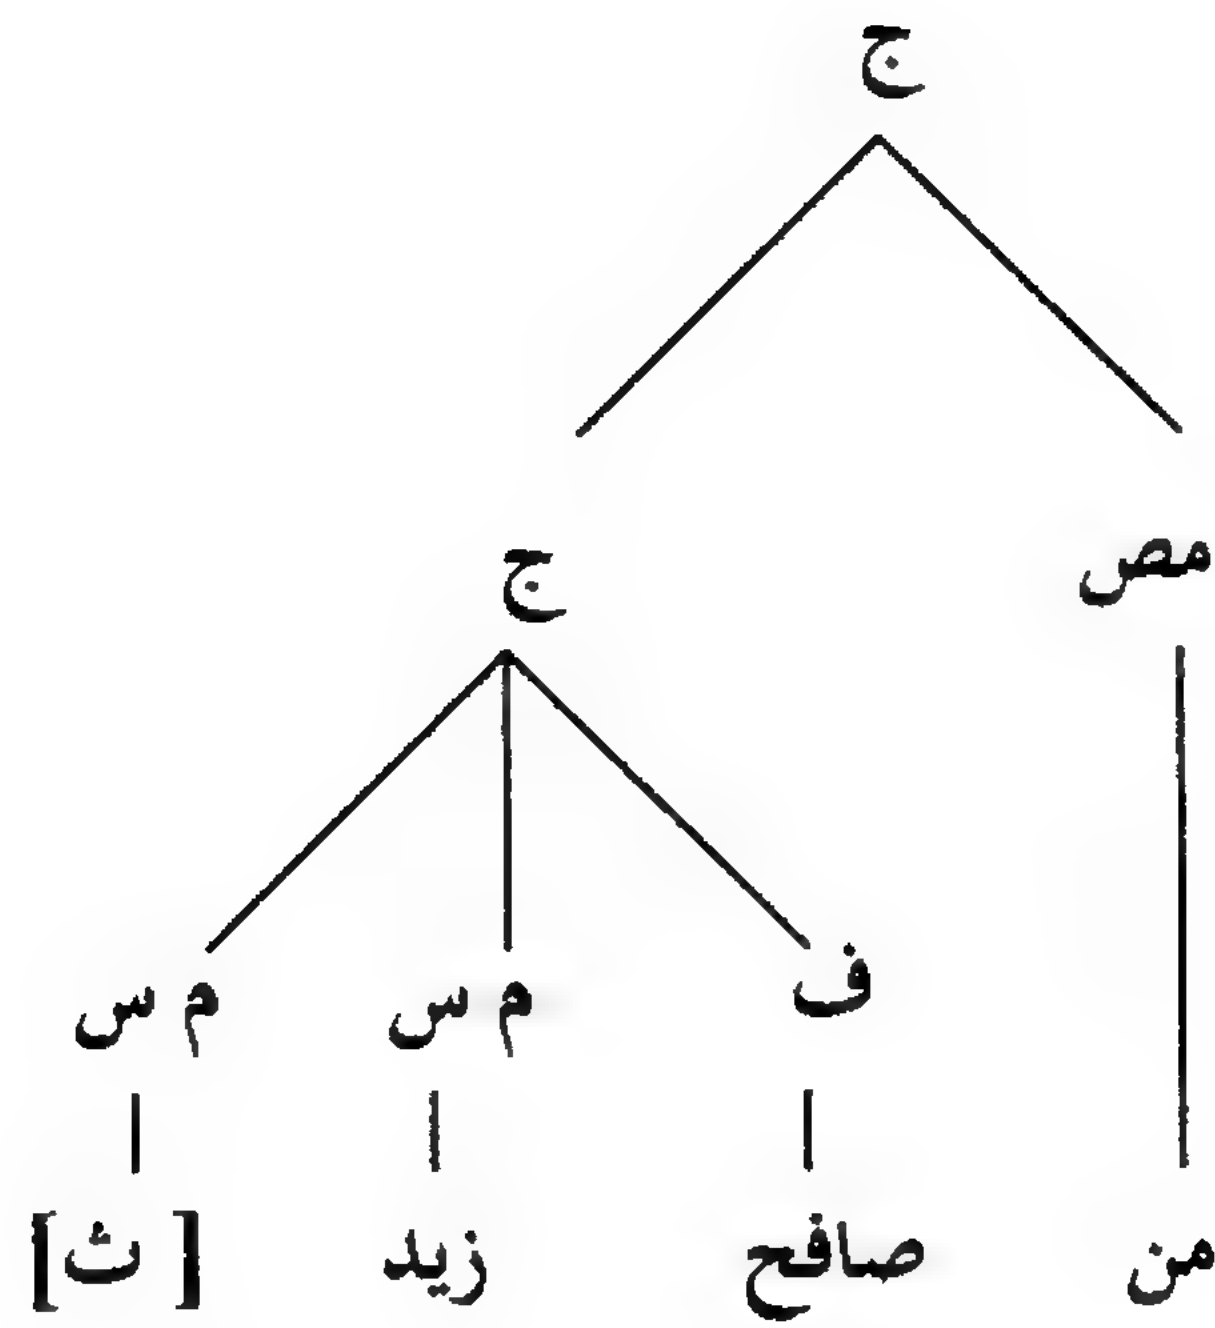 ج
مص
ج
ف م س م س
من صافح زيد [ث]